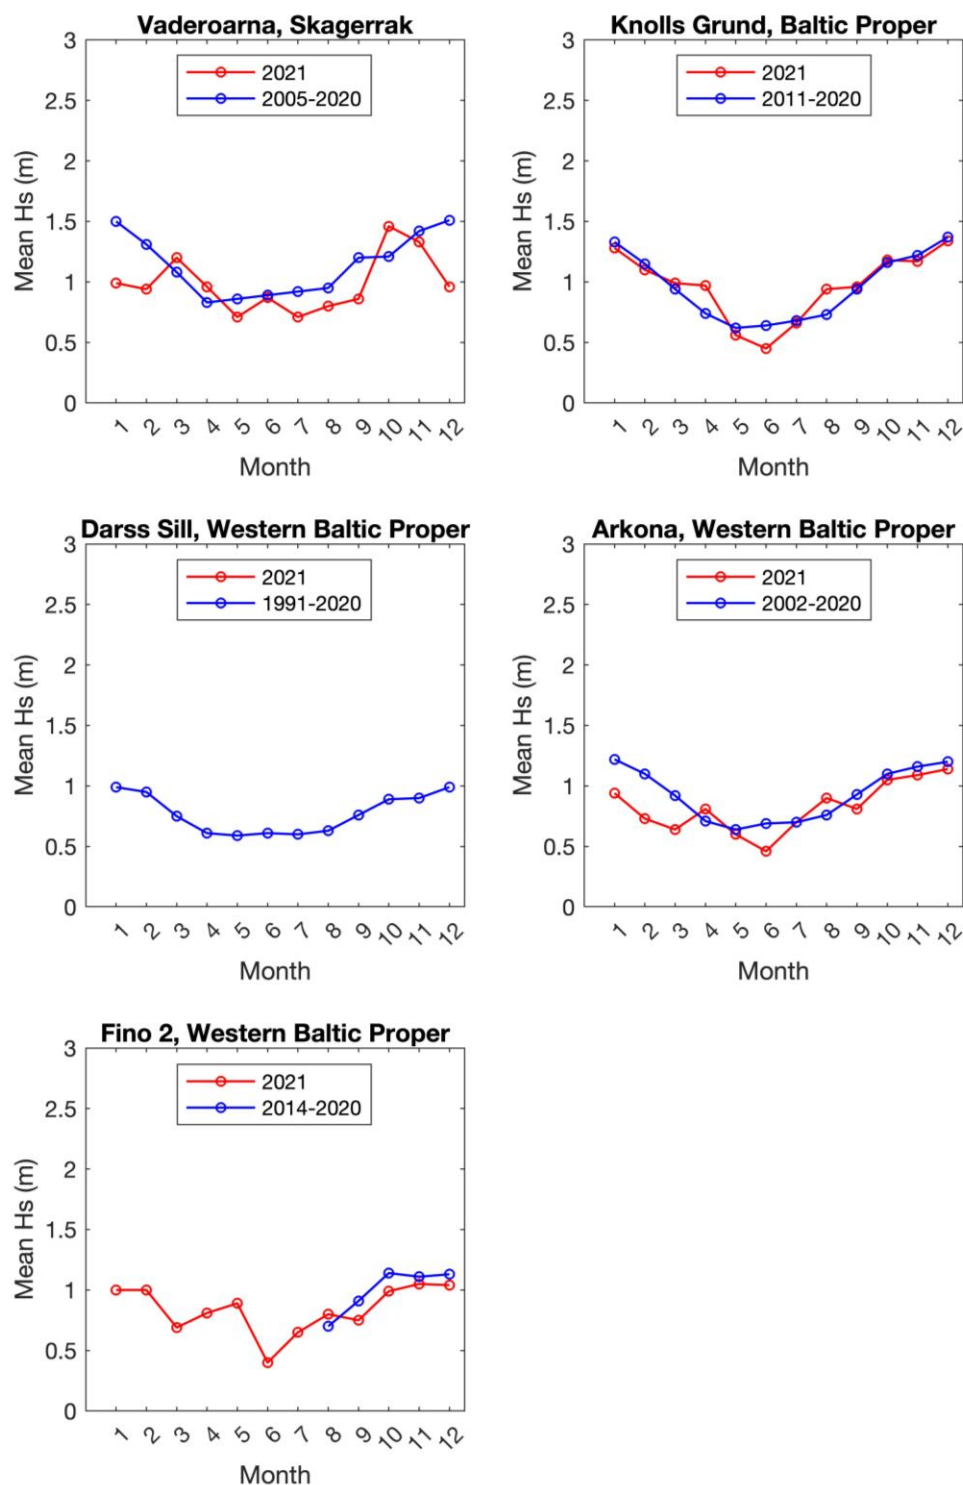 Vaderoarna, Skagerrak
3
2.5
2
1.5
1
0.5
0
Mean Hs (m)
2021
2005-2020
1 2 3 4 5 6 7 8 9 10 11 12
Month
Knolls Grund, Baltic Proper
3
2.5
2
1.5
1
0.5
0
Mean Hs (m)
2021
2011-2020
1 2 3 4 5 6 7 8 9 10 11 12
Month
Darss Sill, Western Baltic Proper
3
2.5
2
1.5
1
0.5
0
Mean Hs (m)
2021
1991-2020
1 2 3 4 5 6 7 8 9 10 11 12
Month
Arkona, Western Baltic Proper
3
2.5
2
1.5
1
0.5
0
Mean Hs (m)
2021
2002-2020
1 2 3 4 5 6 7 8 9 10 11 12
Month
Fino 2, Western Baltic Proper
3
2.5
2
1.5
1
0.5
0
Mean Hs (m)
2021
2014-2020
1 2 3 4 5 6 7 8 9 10 11 12
Month